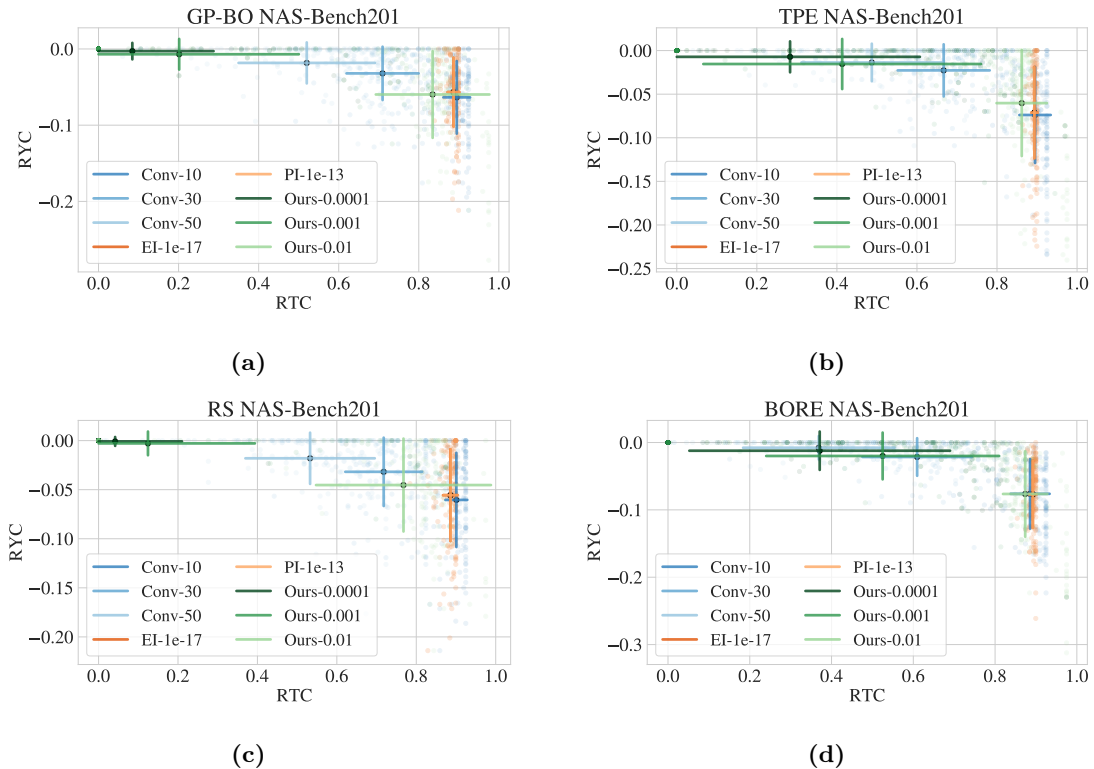 GP-BO NAS-Bench201
0.0
−0.1
−0.2
RYC
Conv-10
Conv-30
Conv-50
EI-1e-17
PI-1e-13
Ours-0.0001
Ours-0.001
Ours-0.01
0.0 0.2 0.4 0.6 0.8 1.0
RTC
(a)
TPE NAS-Bench201
0.00
−0.05
−0.10
−0.15
−0.20
−0.25
RYC
Conv-10
Conv-30
Conv-50
EI-1e-17
PI-1e-13
Ours-0.0001
Ours-0.001
Ours-0.01
0.0 0.2 0.4 0.6 0.8 1.0
RTC
(b)
RS NAS-Bench201
0.00
−0.05
−0.10
−0.15
−0.20
RYC
Conv-10
Conv-30
Conv-50
EI-1e-17
PI-1e-13
Ours-0.0001
Ours-0.001
Ours-0.01
0.0 0.2 0.4 0.6 0.8 1.0
RTC
(c)
BORE NAS-Bench201
0.0
−0.1
−0.2
−0.3
RYC
Conv-10
Conv-30
Conv-50
EI-1e-17
PI-1e-13
Ours-0.0001
Ours-0.001
Ours-0.01
0.0 0.2 0.4 0.6 0.8 1.0
RTC
(d)